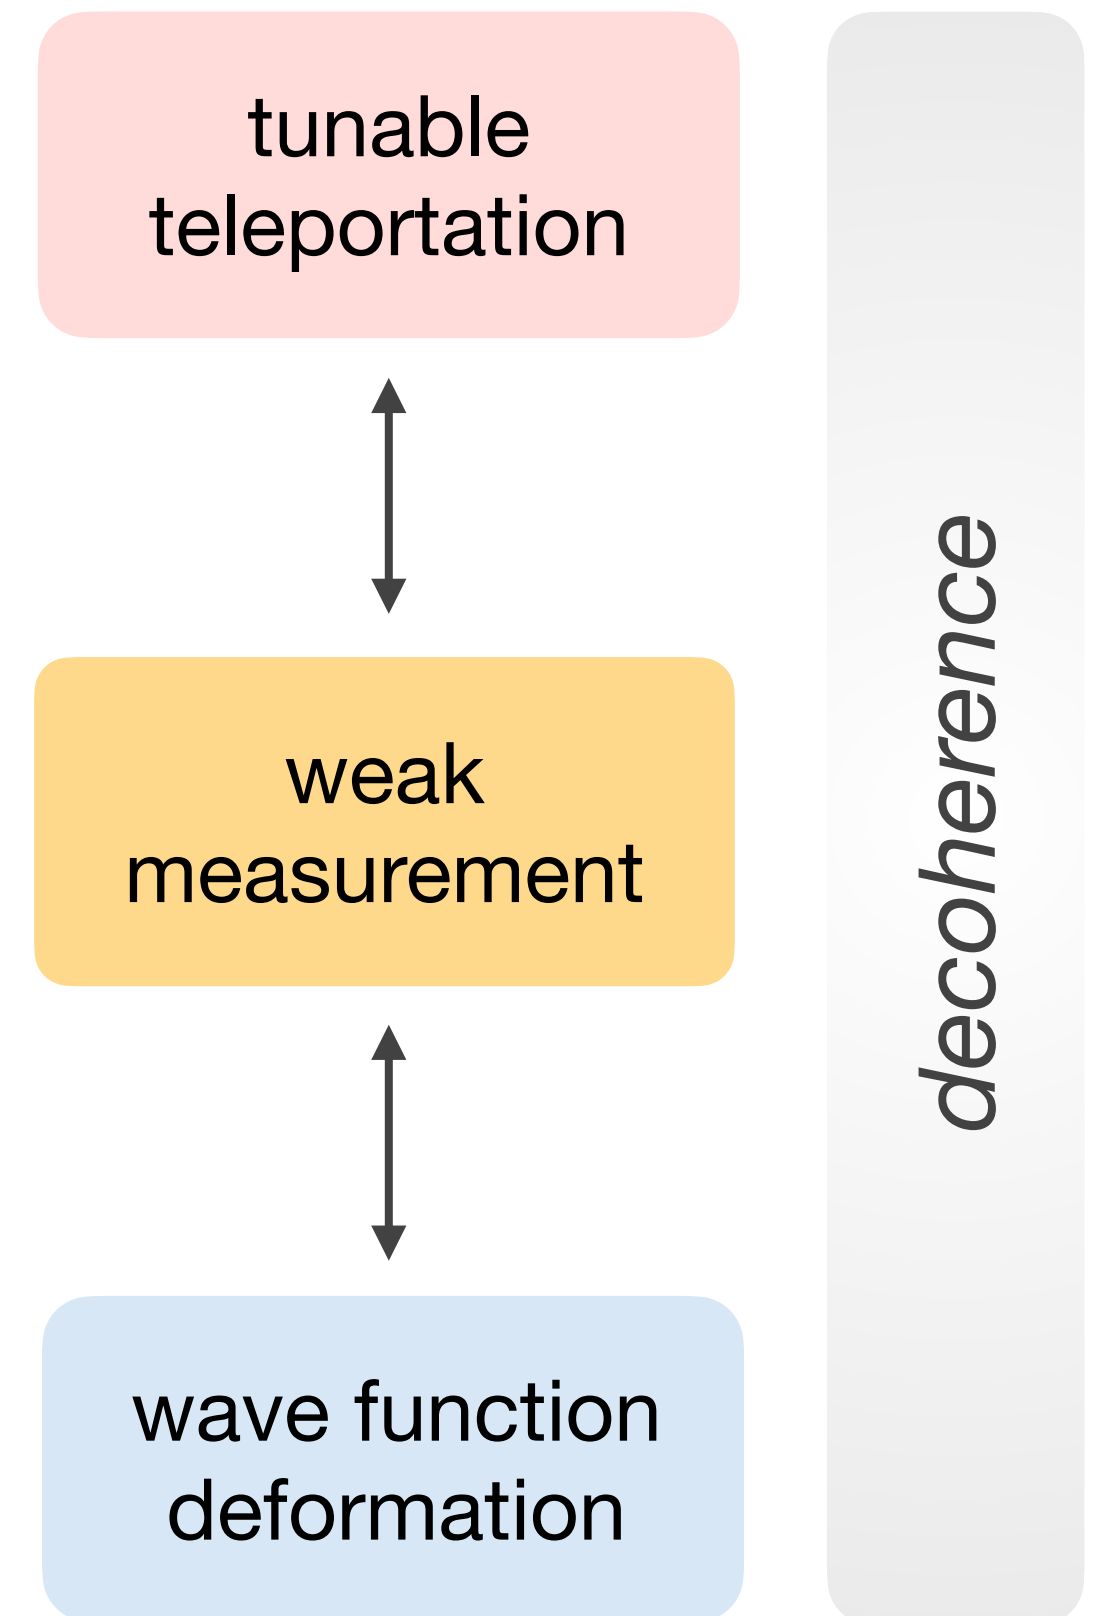 tunable
teleportation
weak
measurement
wave function
deformation
decoherence